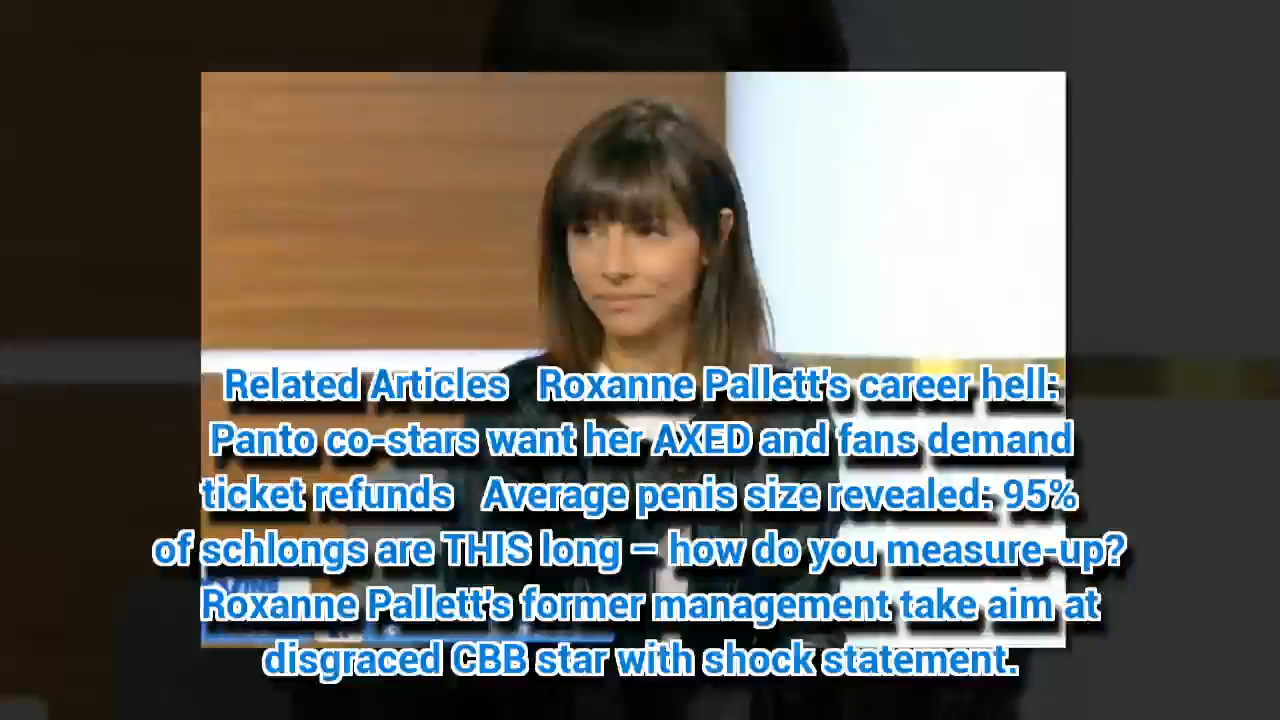 Related Articles   Roxanne Pallett's career hell:
Panto co-stars want her AXED and fans demand
ticket refunds   Average penis size revealed: 95%
of schlongs are THIS long – how do you measure-up?
Roxanne Pallett's former management take aim at
disgraced CBB star with shock statement.